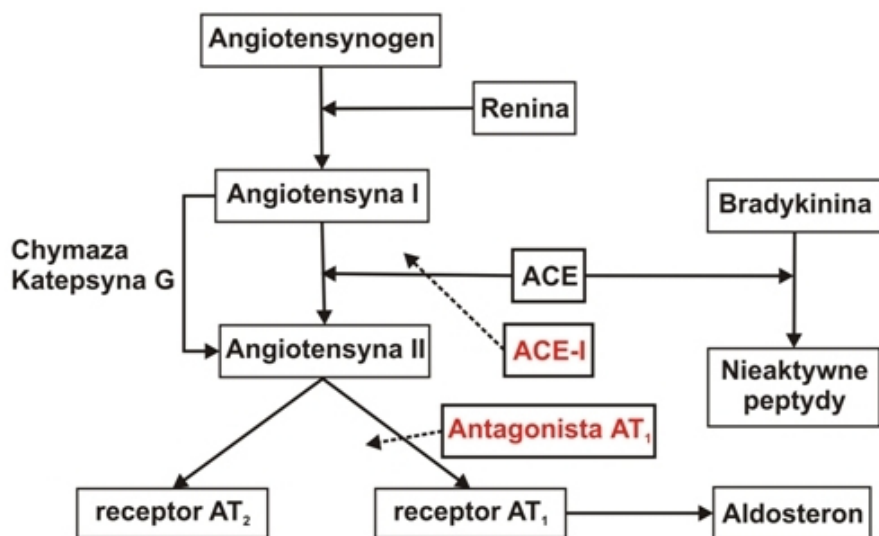 Angiotensynogen
Renina
Angiotensyna I
Bradykinina
Chymaza
Katepsyna G
ACE
Angiotensyna II
ACE-I
Nieaktywne
peptydy
Antagonista AT₁
receptor AT₂
receptor AT₁
Aldosteron